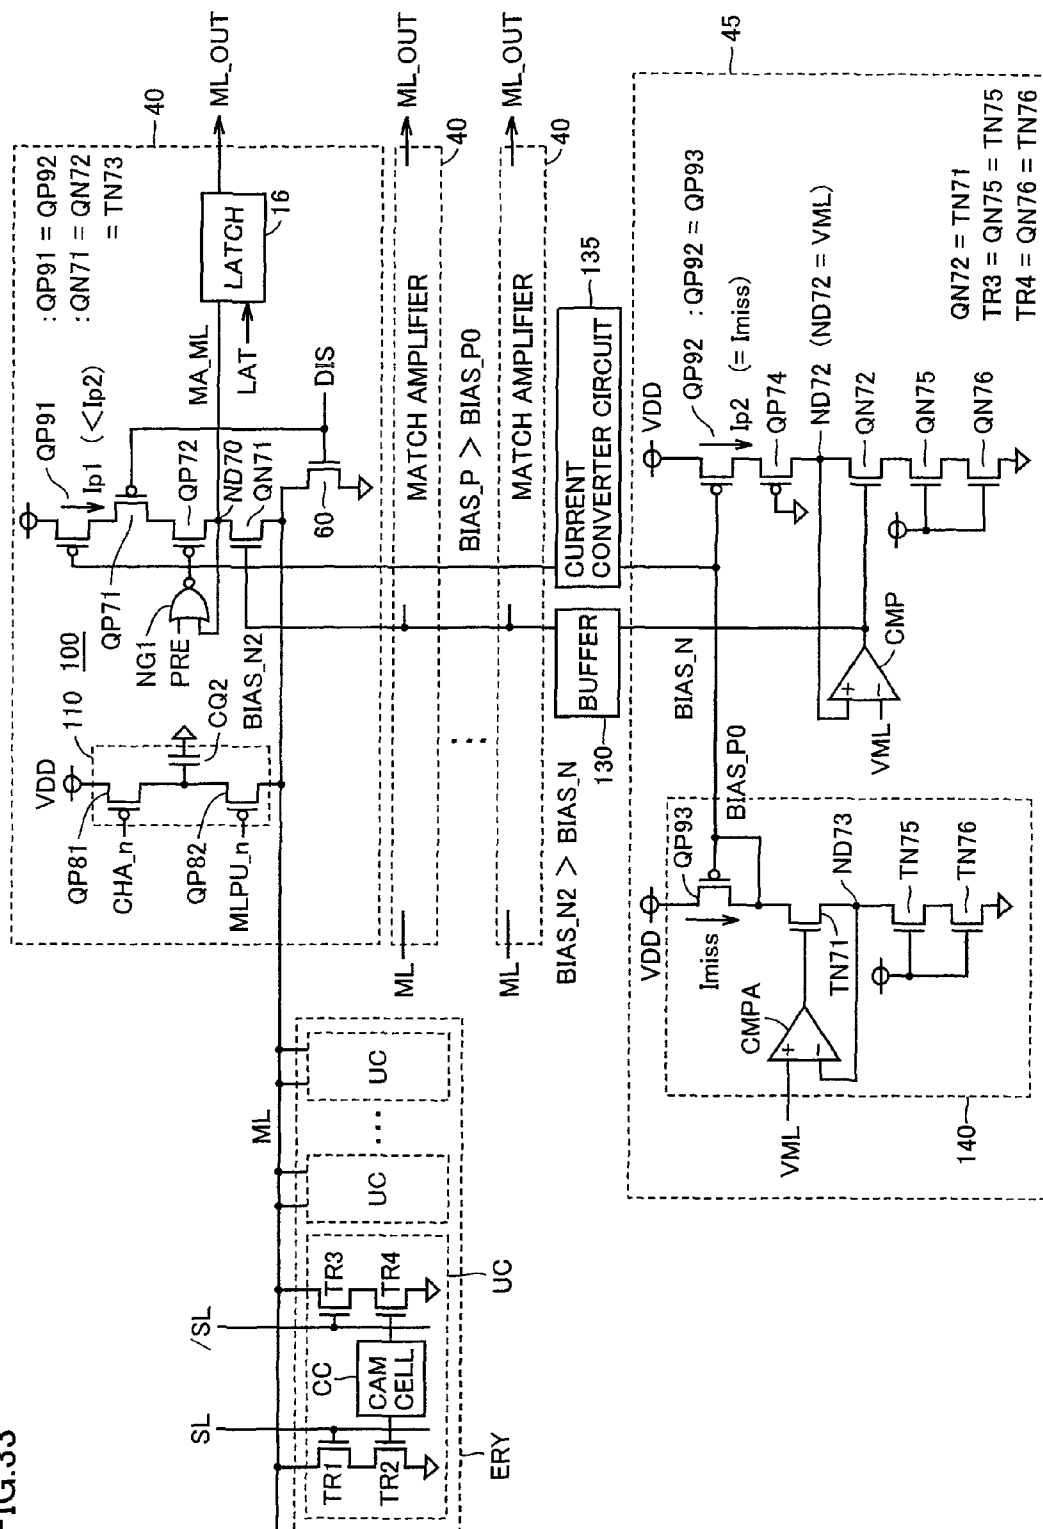 FIG.33
40
:QP91 = QP92
:QN71 = QN72
= TN73
ML_OUT
LATCH
16
LAT
MA_ML
QP91
Ip1 (<Ip2)
QP71
QP72
ND70
QN71
NG1
PRE
BIAS_N2
60
DIS
110
100
VDD
QP81
CHA_n
CQ2
QP82
MLPU_n
ML_OUT
40
MATCH AMPLIFIER
ML
BIAS_P > BIAS_P0
ML_OUT
40
MATCH AMPLIFIER
ML
BIAS_N2 > BIAS_N
135
CURRENT
CONVERTER CIRCUIT
BUFFER
130
ML
UC
UC
SL
/SL
CC
CAM
CELL
TR1
TR2
TR3
TR4
UC
ERY
45
VDD
QP92 :QP92 = QP93
Ip2 (= Imiss)
QP74
ND72 (ND72 = VML)
QN72
QN75
QN76
QN72 = TN71
TR3 = QN75 = TN75
TR4 = QN76 = TN76
BIAS_N
CMP
+
−
VML
BIAS_P0
VDD
QP93
Imiss
TN71
ND73
TN75
TN76
CMPA
+
−
VML
140